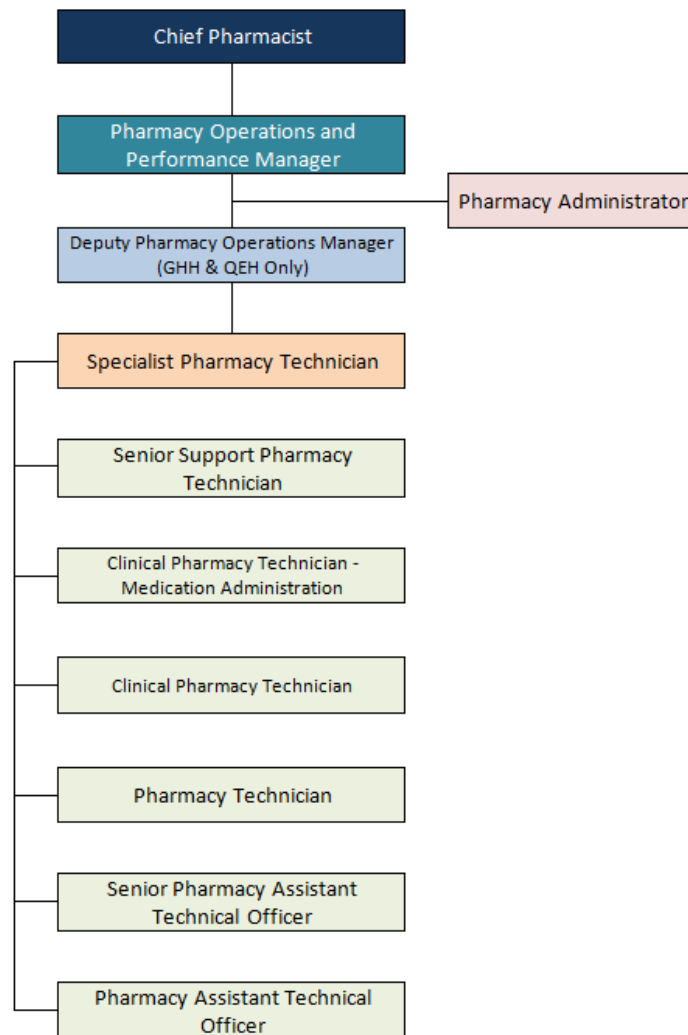 Chief Pharmacist
Pharmacy Operations and
Performance Manager
Pharmacy Administrator
Deputy Pharmacy Operations Manager
(GHH & QEH Only)
Specialist Pharmacy Technician
Senior Support Pharmacy
Technician
Clinical Pharmacy Technician -
Medication Administration
Clinical Pharmacy Technician
Pharmacy Technician
Senior Pharmacy Assistant
Technical Officer
Pharmacy Assistant Technical
Officer